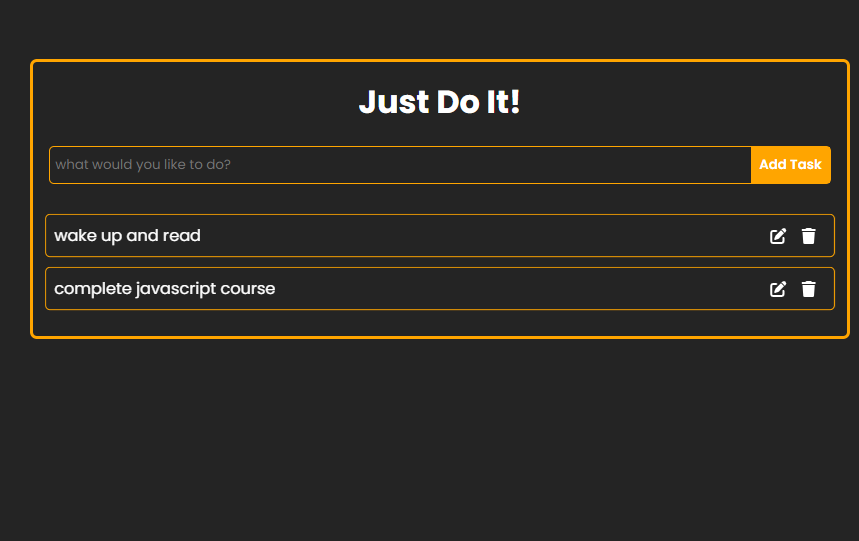 Just Do It!
what would you like to do?
Add Task
wake up and read
complete javascript course